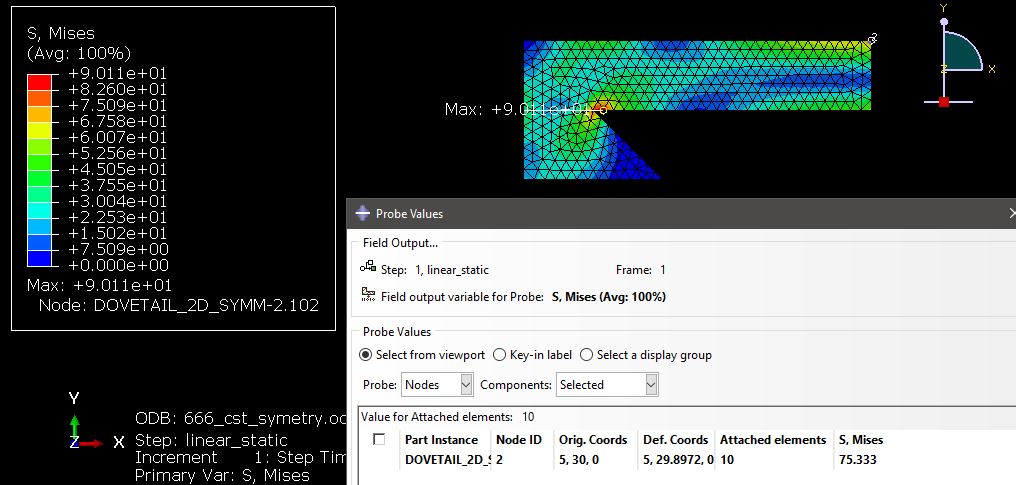 S, Mises
(Avg: 100%)
+9.011e+01
+8.260e+01
+7.509e+01
+6.758e+01
+6.007e+01
+5.256e+01
+4.505e+01
+3.755e+01
+3.004e+01
+2.253e+01
+1.502e+01
+7.509e+00
+0.000e+00
Max: +9.011e+01
Node: DOVETAIL_2D_SYMM-2.102
Max: +9.011e+01
2
Y
Z
X
Probe Values
Field Output...
Step: 1, linear_static Frame: 1
Field output variable for Probe: S, Mises (Avg: 100%)
Probe Values
Select from viewport Key-in label Select a display group
Probe: Nodes Components: Selected
Value for Attached elements: 10
Part Instance Node ID Orig. Coords Def. Coords Attached elements S, Mises
DOVETAIL_2D_S 2 5, 30, 0 5, 29.8972, 0 10 75.333
Y
Z X
ODB: 666_cst_symetry.oc
Step: linear_static
Increment 1: Step Tim
Primary Var: S, Mises